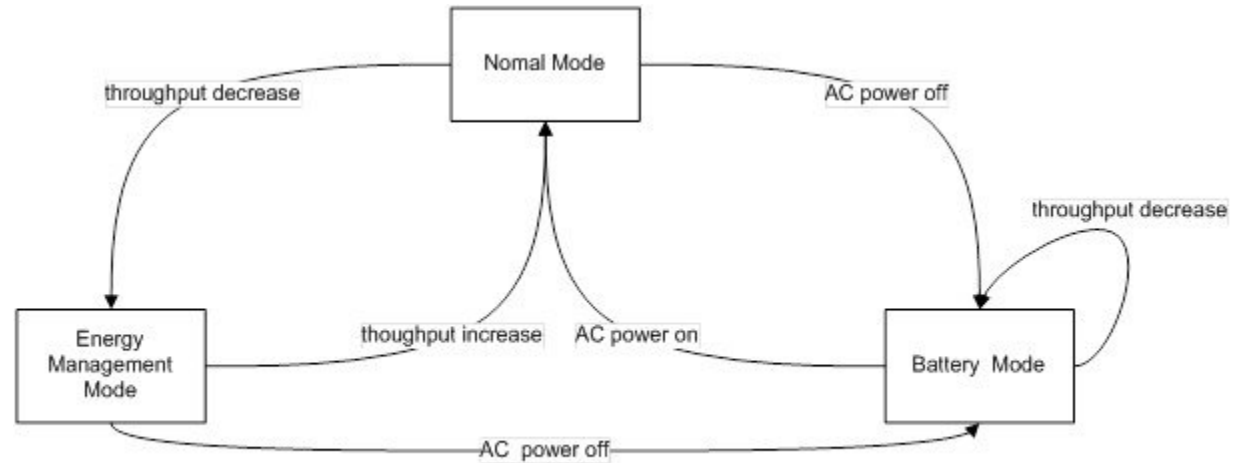 Nomal Mode
throughput decrease
AC power off
throughput decrease
Energy
Management
Mode
thoughput increase
AC power on
Battery Mode
AC power off